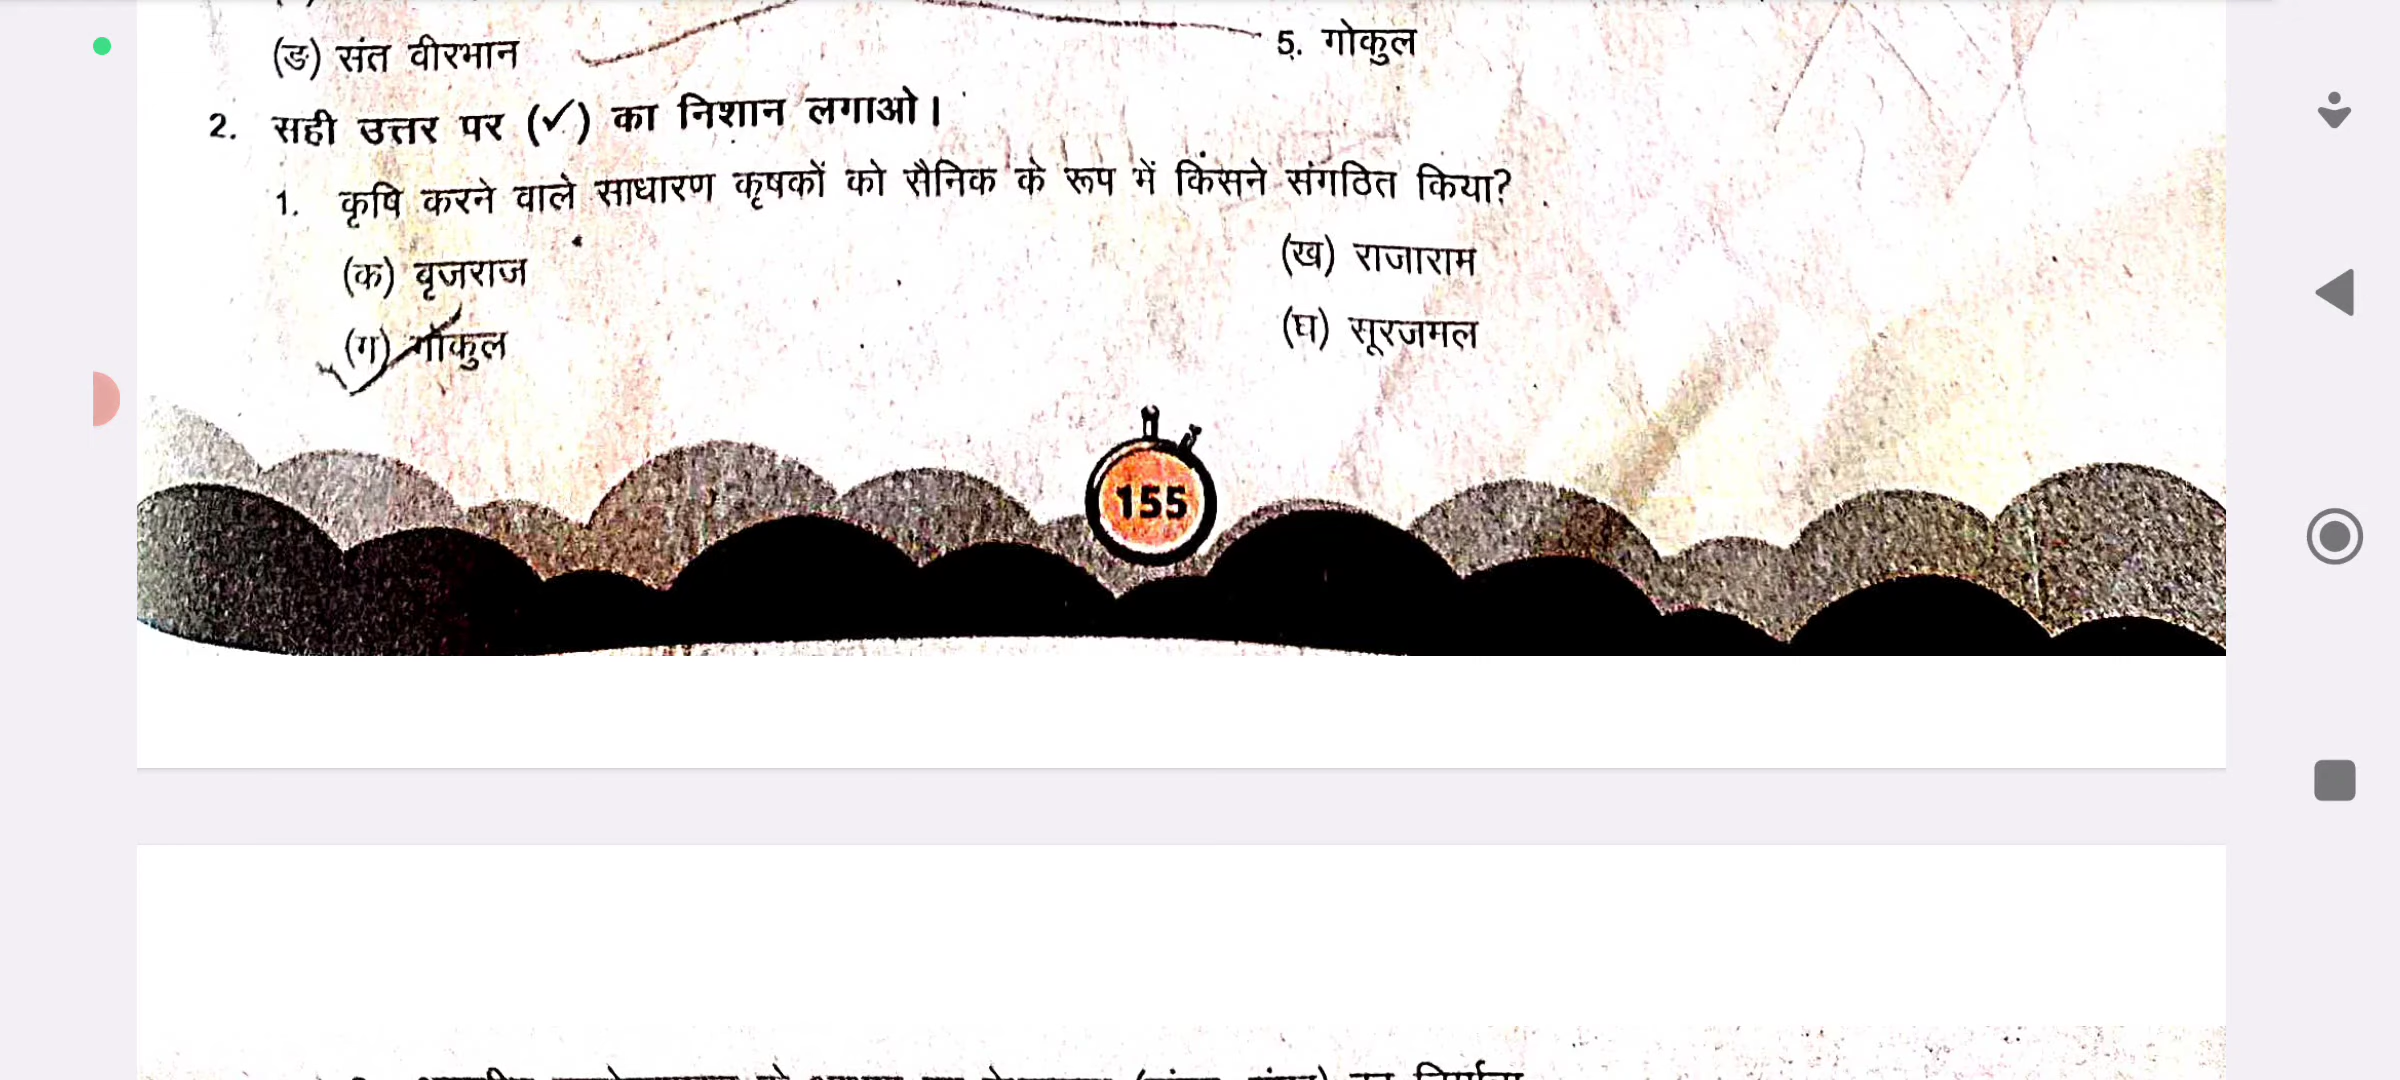 (ङ) संत वीरभान
5. गोकुल
2. सही उत्तर पर (✓) का निशान लगाओ।
1. कृषि करने वाले साधारण कृषकों को सैनिक के रूप में किसने संगठित किया?
(क) वृजराज
(ख) राजाराम
(ग) गोकुल
(घ) सूरजमल
155